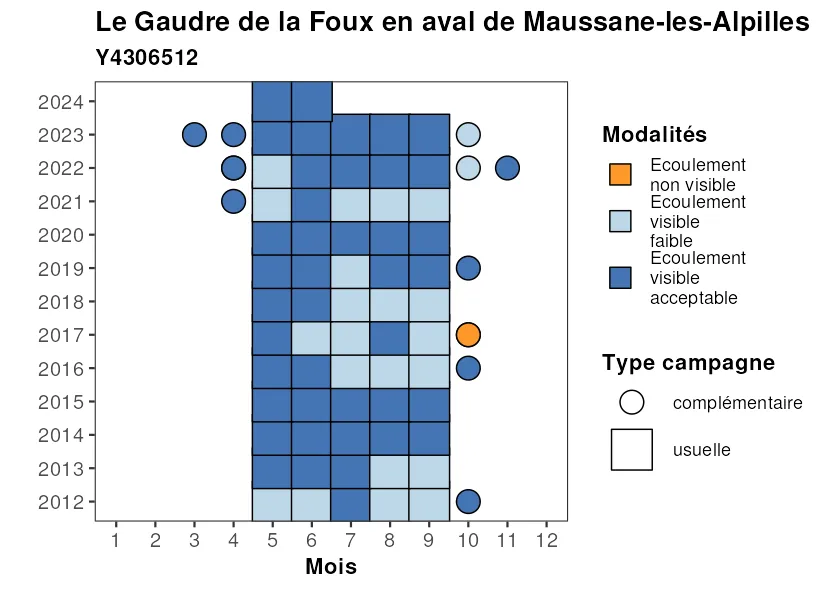 Le Gaudre de la Foux en aval de Maussane-les-Alpilles
Y4306512
2024
2023
2022
2021
2020
2019
2018
2017
2016
2015
2014
2013
2012
1 2 3 4 5 6 7 8 9 10 11 12
Mois
Modalités
Ecoulement
non visible
Ecoulement
visible
faible
Ecoulement
visible
acceptable
Type campagne
complémentaire
usuelle